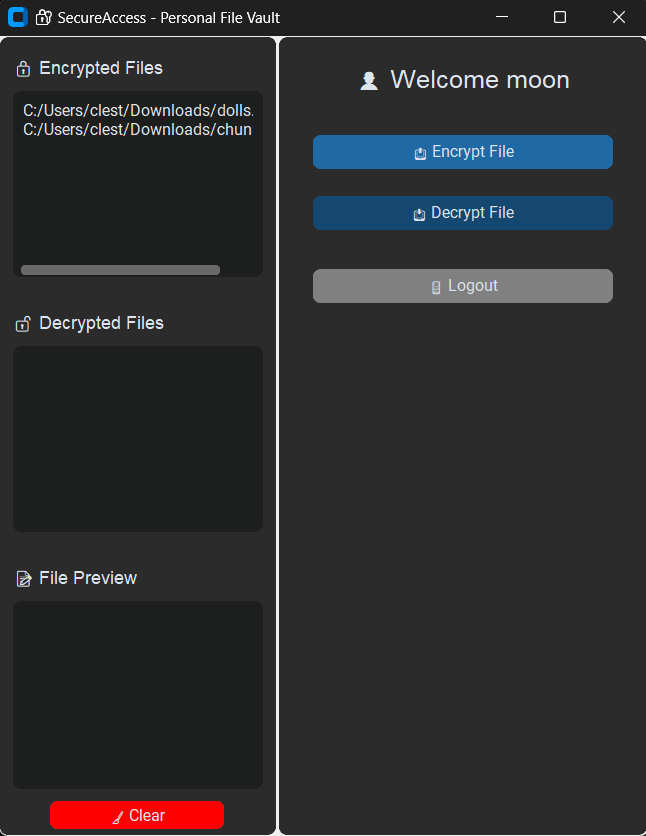 SecureAccess - Personal File Vault
Encrypted Files
C:/Users/clest/Downloads/dolls.
C:/Users/clest/Downloads/chun
Decrypted Files
File Preview
Clear
Welcome moon
Encrypt File
Decrypt File
Logout